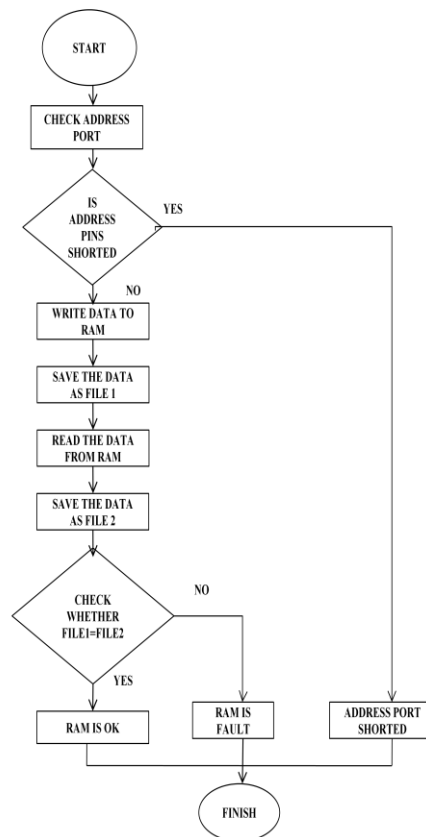 START
CHECK ADDRESS
PORT
IS
ADDRESS
PINS
SHORTED
YES
NO
WRITE DATA TO
RAM
SAVE THE DATA
AS FILE 1
READ THE DATA
FROM RAM
SAVE THE DATA
AS FILE 2
CHECK
WHETHER
FILE1=FILE2
NO
YES
RAM IS OK
RAM IS
FAULT
ADDRESS PORT
SHORTED
FINISH